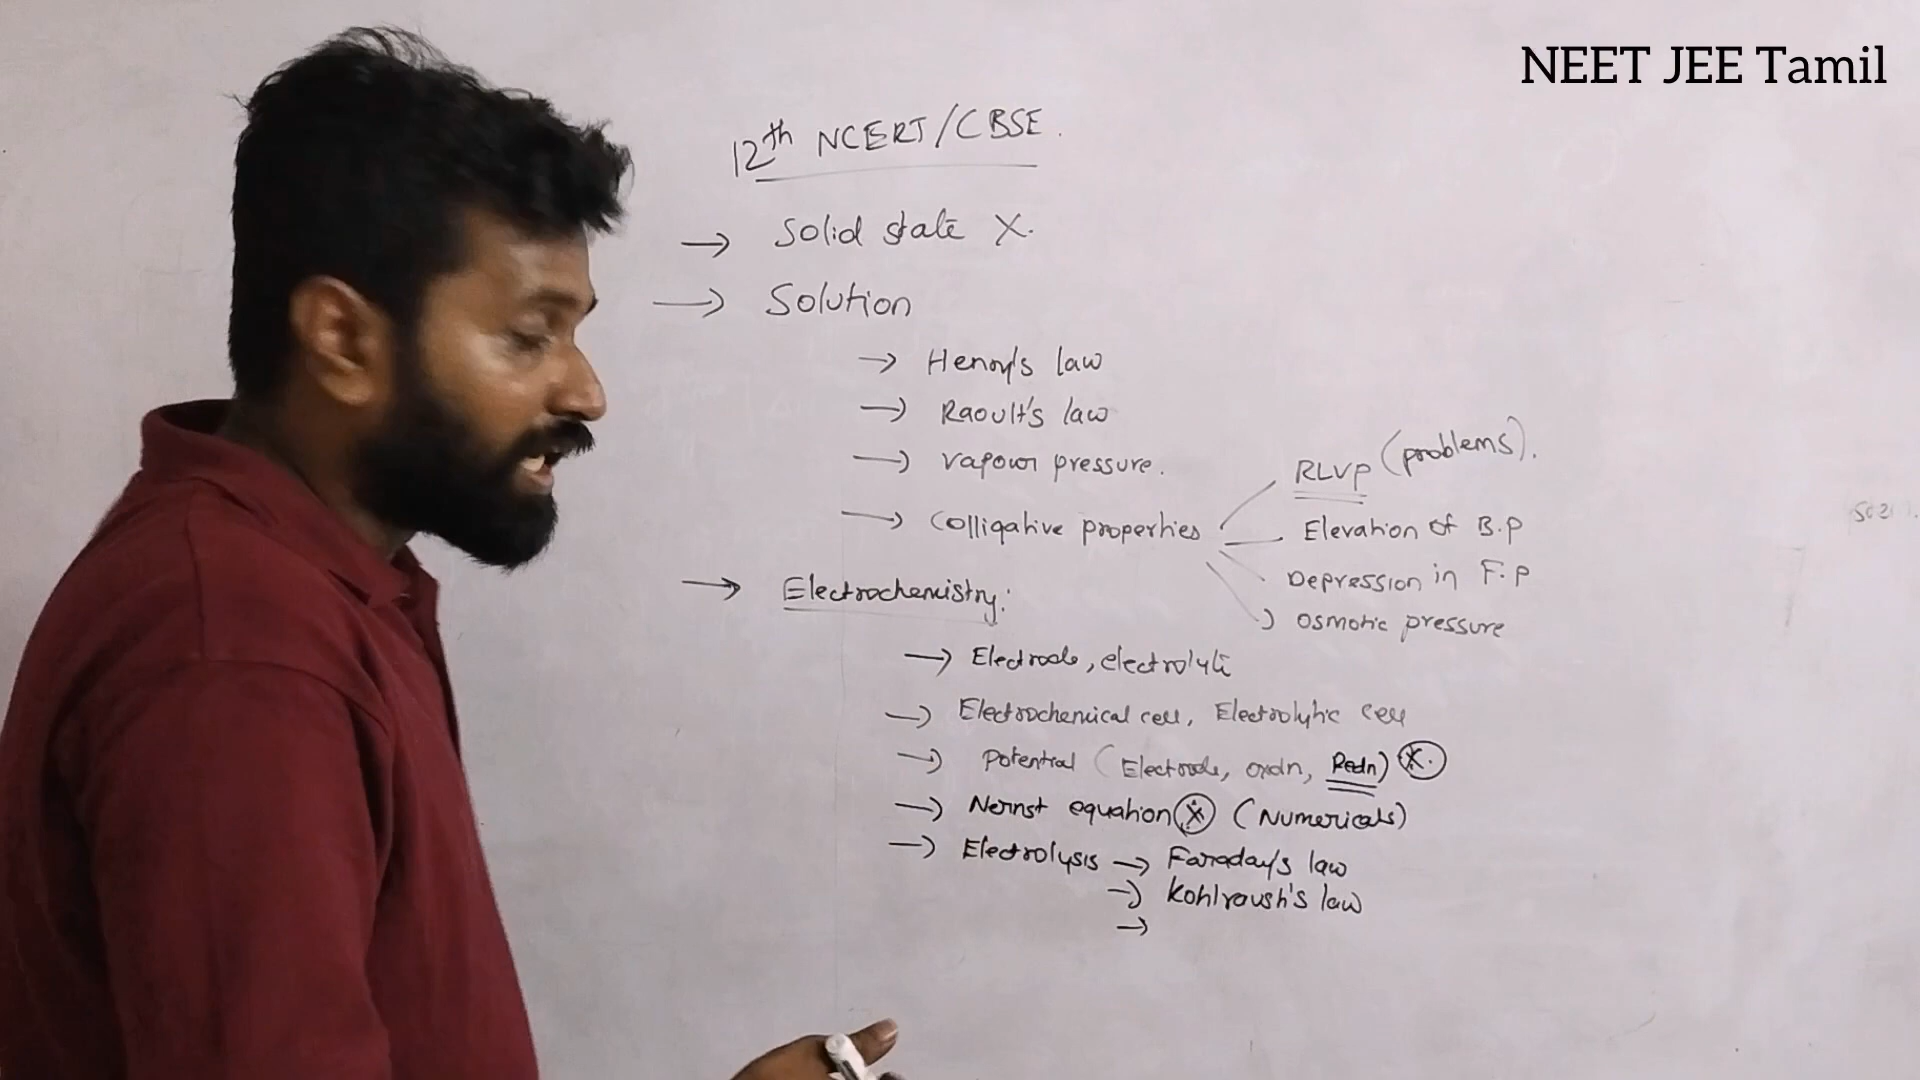 NEET JEE Tamil
12th NCERT/CBSE.
→ Solid state X.
→ Solution
→ Henry's law
→ Raoult's law
→ vapour pressure.
→ Colligative properties
RLVP (problems).
Elevation of B.P
Depression in F.P
Osmotic pressure
→ Electrochemistry:
→ Electrode, electrolyte
→ Electrochemical cell, Electrolytic cell
→ Potential (Electrode, oxdn, Redn) X.
→ Nernst equation X (Numericals)
→ Electrolysis → Faraday's law
→ Kohlraush's law
→